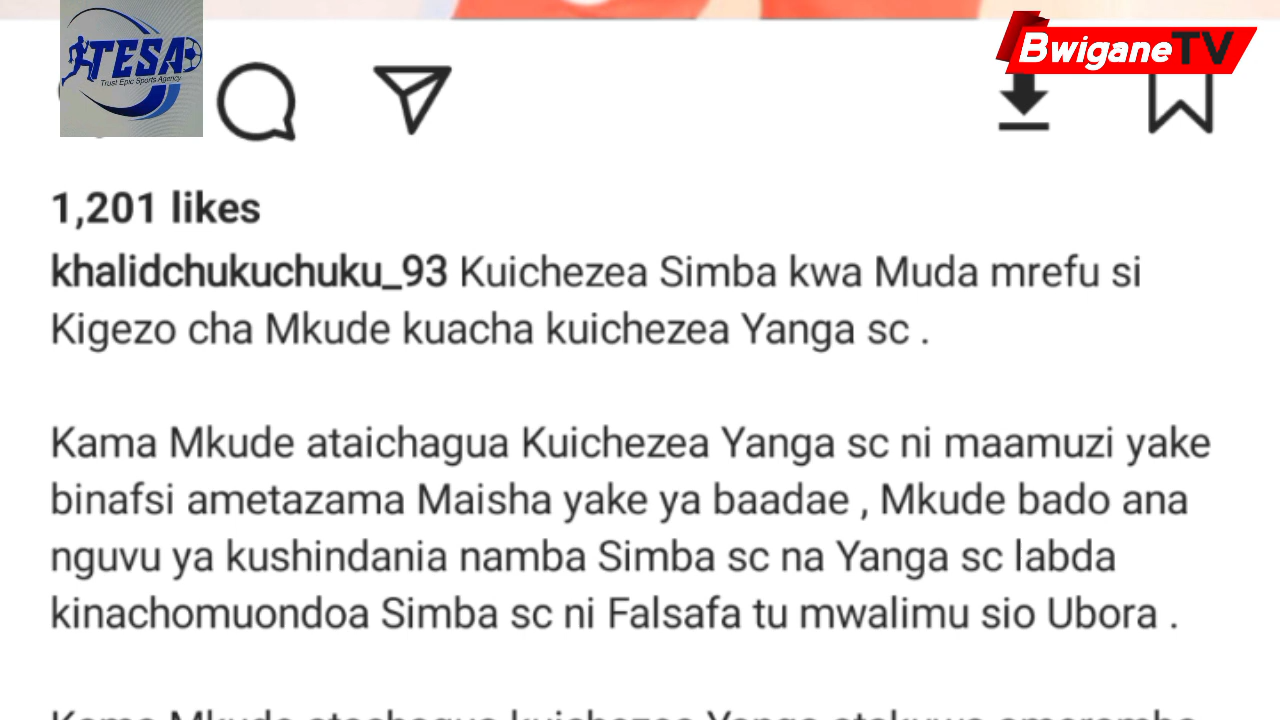 TESA
Trust Epic Sports Agency
BwiganeTV
1,201 likes
khalidchukuchuku_93 Kuichezea Simba kwa Muda mrefu si
Kigezo cha Mkude kuacha kuichezea Yanga sc .
Kama Mkude ataichagua Kuichezea Yanga sc ni maamuzi yake
binafsi ametazama Maisha yake ya baadae , Mkude bado ana
nguvu ya kushindania namba Simba sc na Yanga sc labda
kinachomuondoa Simba sc ni Falsafa tu mwalimu sio Ubora .